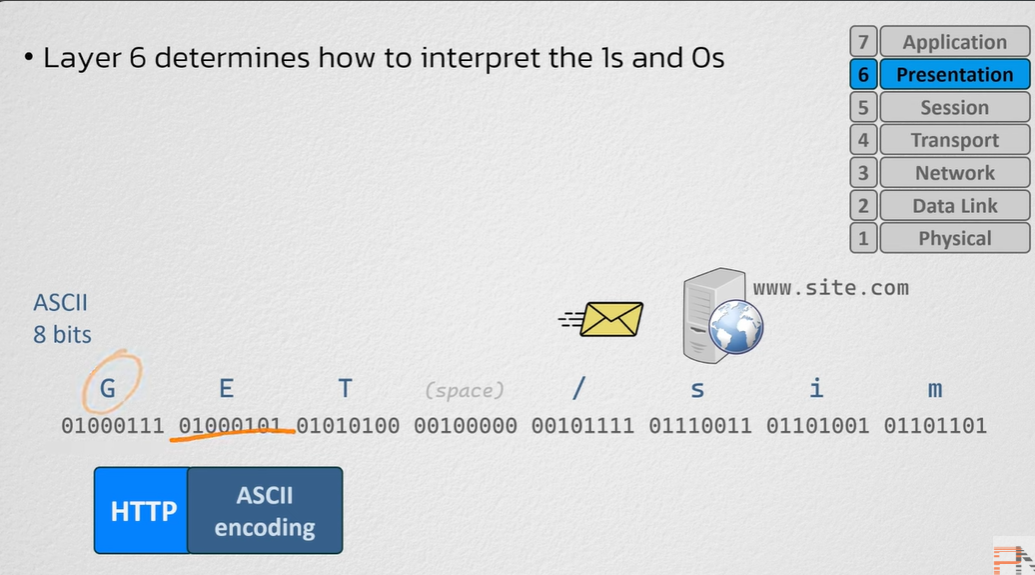 • Layer 6 determines how to interpret the 1s and 0s
7 Application
6 Presentation
5 Session
4 Transport
3 Network
2 Data Link
1 Physical
www.site.com
ASCII
8 bits
G E T (space) / s i m
01000111 01000101 01010100 00100000 00101111 01110011 01101001 01101101
HTTP
ASCII
encoding